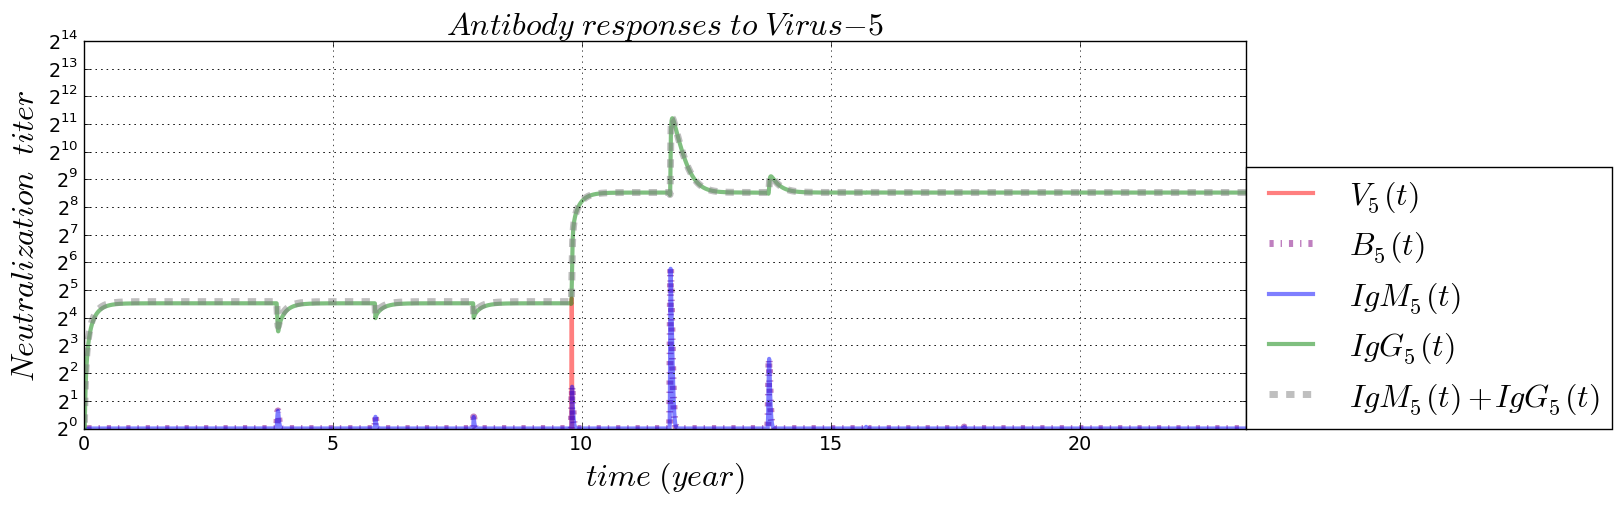 Antibody responses to Virus−5
Neutralization titer
2^14
2^13
2^12
2^11
2^10
2^9
2^8
2^7
2^6
2^5
2^4
2^3
2^2
2^1
2^0
0 5 10 15 20
time (year)
V_5(t)
B_5(t)
IgM_5(t)
IgG_5(t)
IgM_5(t)+IgG_5(t)